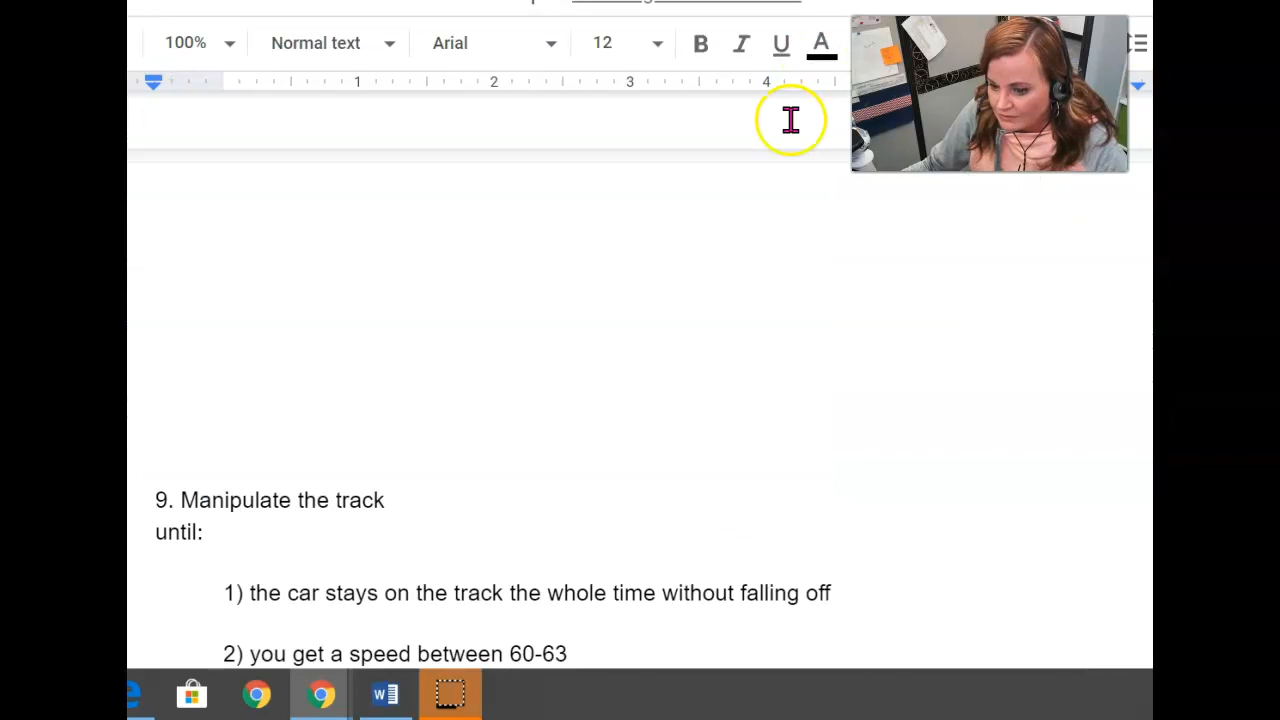 100% Normal text Arial 12 B I U A
1 2 3 4
9. Manipulate the track
until:
1) the car stays on the track the whole time without falling off
2) you get a speed between 60-63